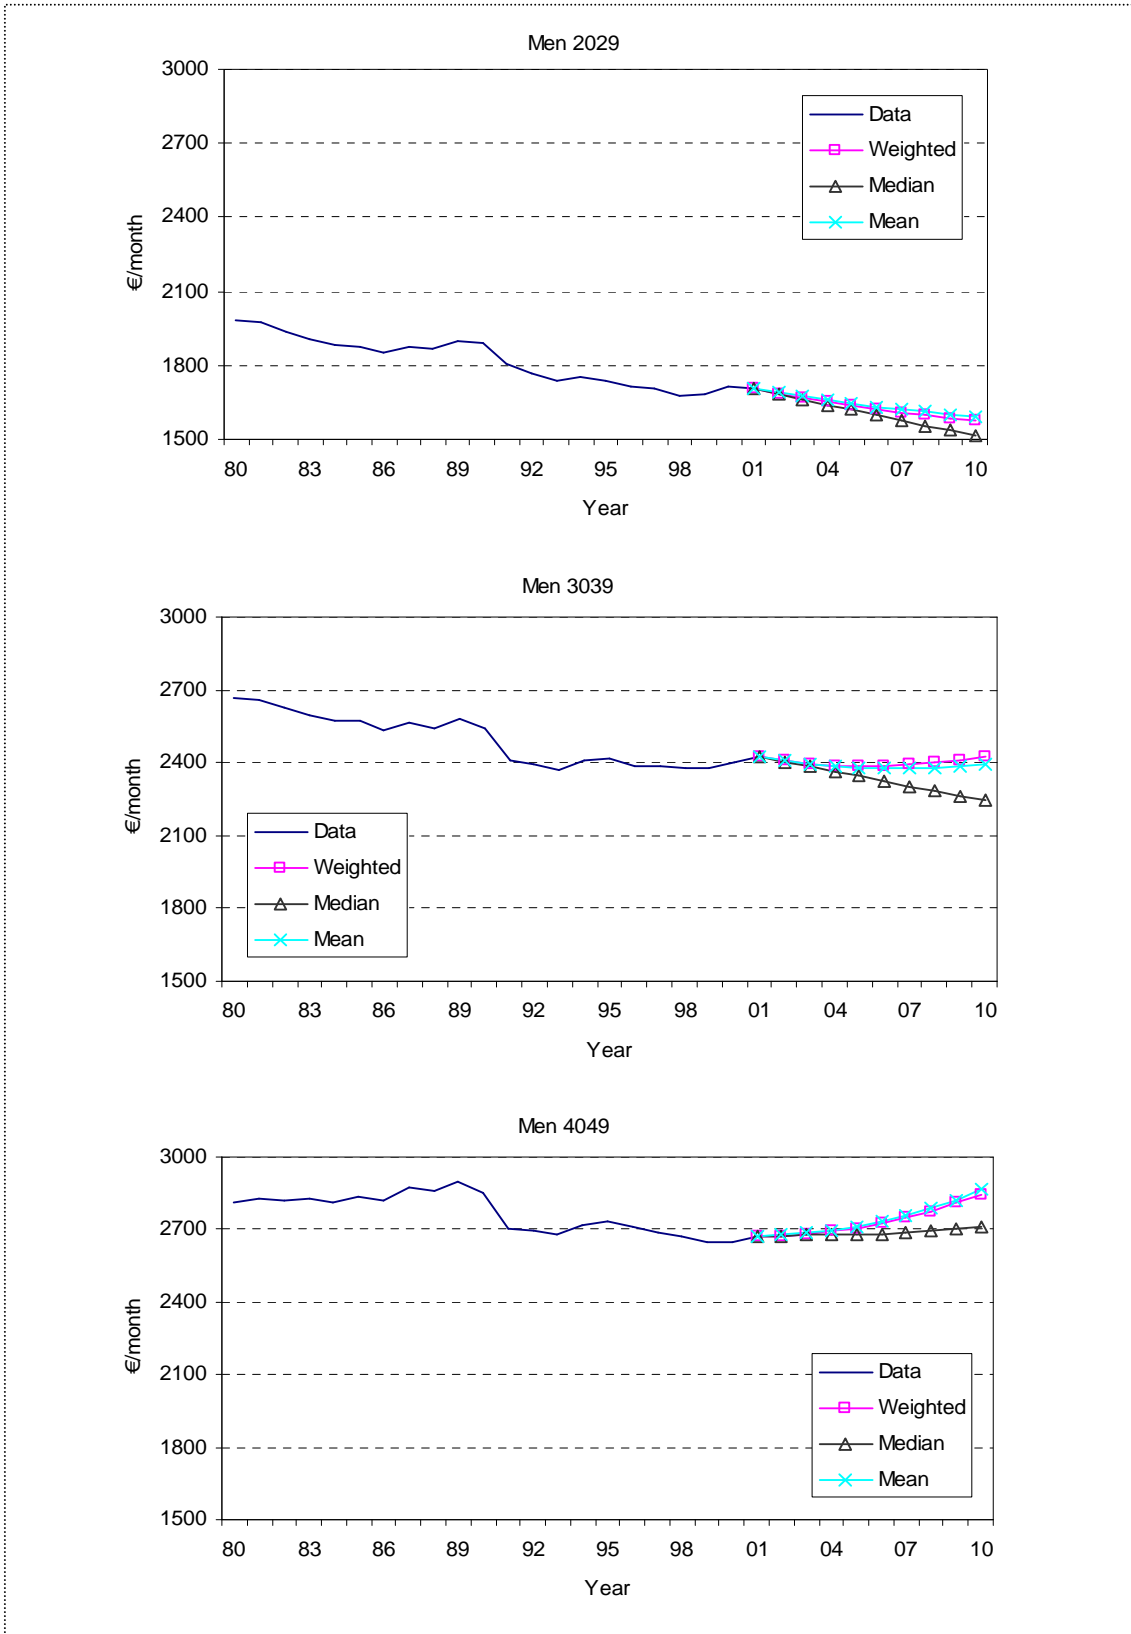 Men 2029
3000
2700
2400
2100
1800
1500
€/month
Data
Weighted
Median
Mean
80 83 86 89 92 95 98 01 04 07 10
Year
Men 3039
3000
2700
2400
2100
1800
1500
€/month
Data
Weighted
Median
Mean
80 83 86 89 92 95 98 01 04 07 10
Year
Men 4049
3000
2700
2400
2100
1800
1500
€/month
Data
Weighted
Median
Mean
80 83 86 89 92 95 98 01 04 07 10
Year